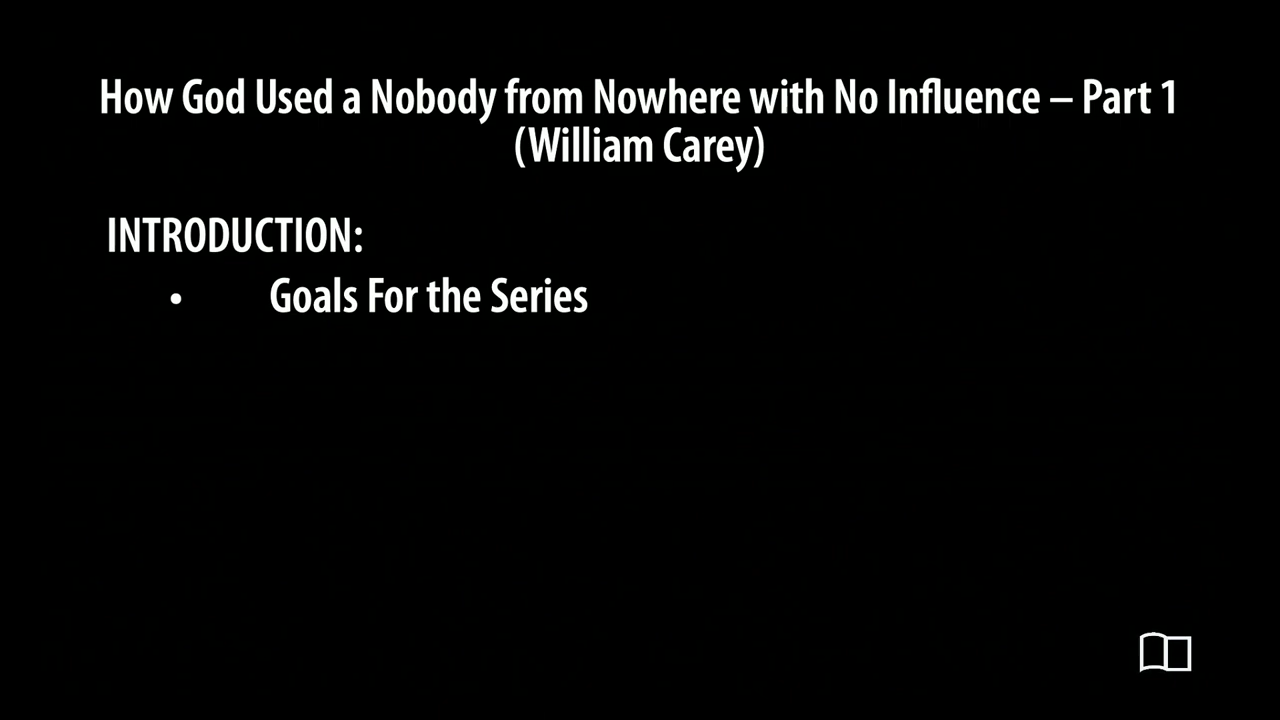 How God Used a Nobody from Nowhere with No Influence – Part 1
(William Carey)
INTRODUCTION:
• Goals For the Series